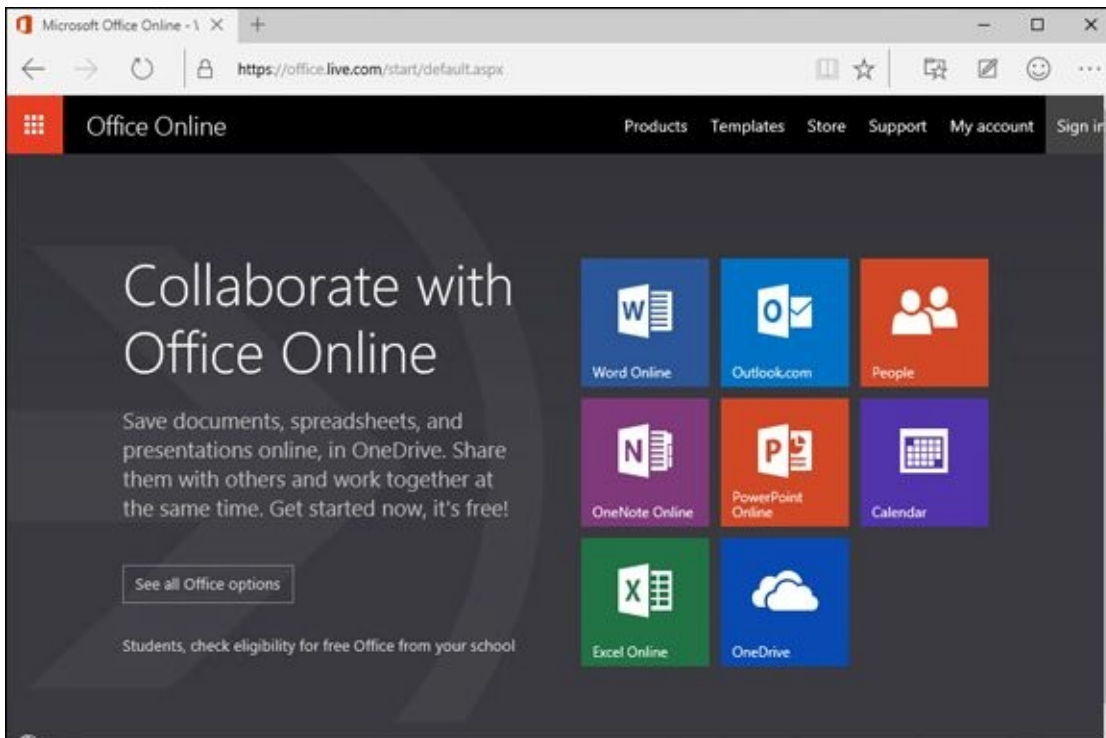 Microsoft Office Online - \
https://office.live.com/start/default.aspx
Office Online
Products Templates Store Support My account Sign in
Collaborate with
Office Online
Save documents, spreadsheets, and
presentations online, in OneDrive. Share
them with others and work together at
the same time. Get started now, it's free!
See all Office options
Students, check eligibility for free Office from your school
W
Word Online
O
Outlook.com
People
N
OneNote Online
P
PowerPoint
Online
Calendar
X
Excel Online
OneDrive